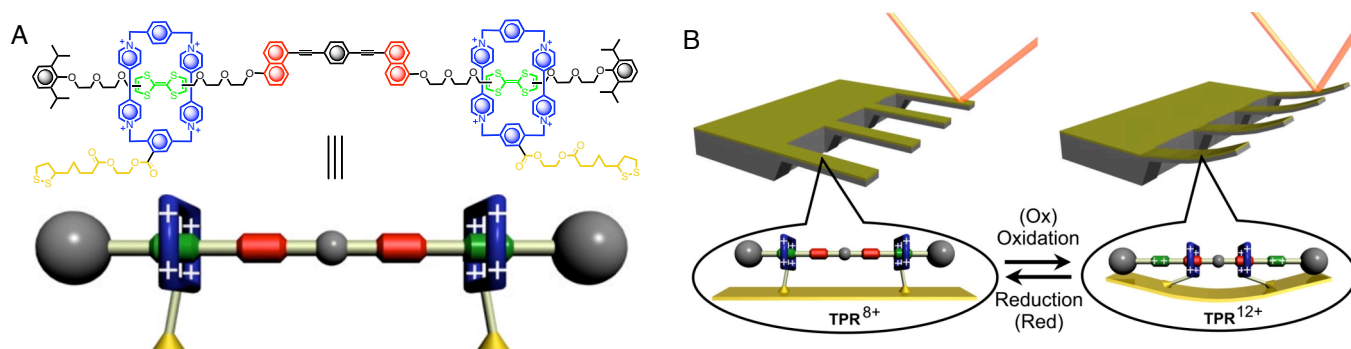 A
B
+N N+ +N N+
S S S S
O O O O O O O O O O O O
S S S S
N+ N+ N+ N+
O O O O
O O O O
S-S S-S
+ + + + + +
+ + + + + +
(Ox)
Oxidation
Reduction
(Red)
TPR8+
TPR12+